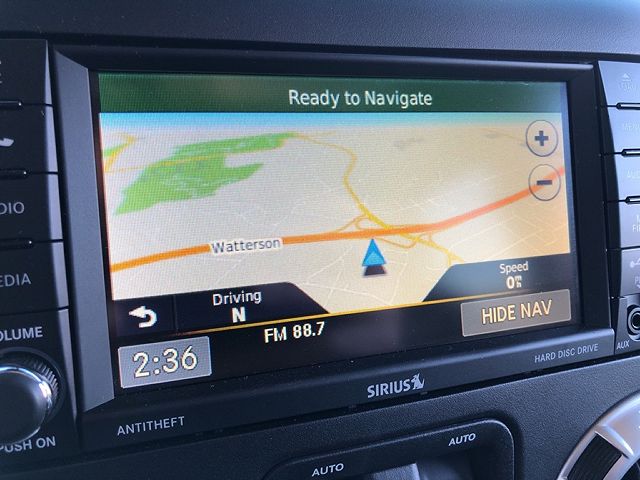 Ready to Navigate
+
−
Watterson
Driving
N
Speed
0
FM 88.7
HIDE NAV
2:36
SIRIUS
HARD DISC DRIVE
ANTITHEFT
DIO
EDIA
VOLUME
PUSH ON
AUX
AUTO
AUTO